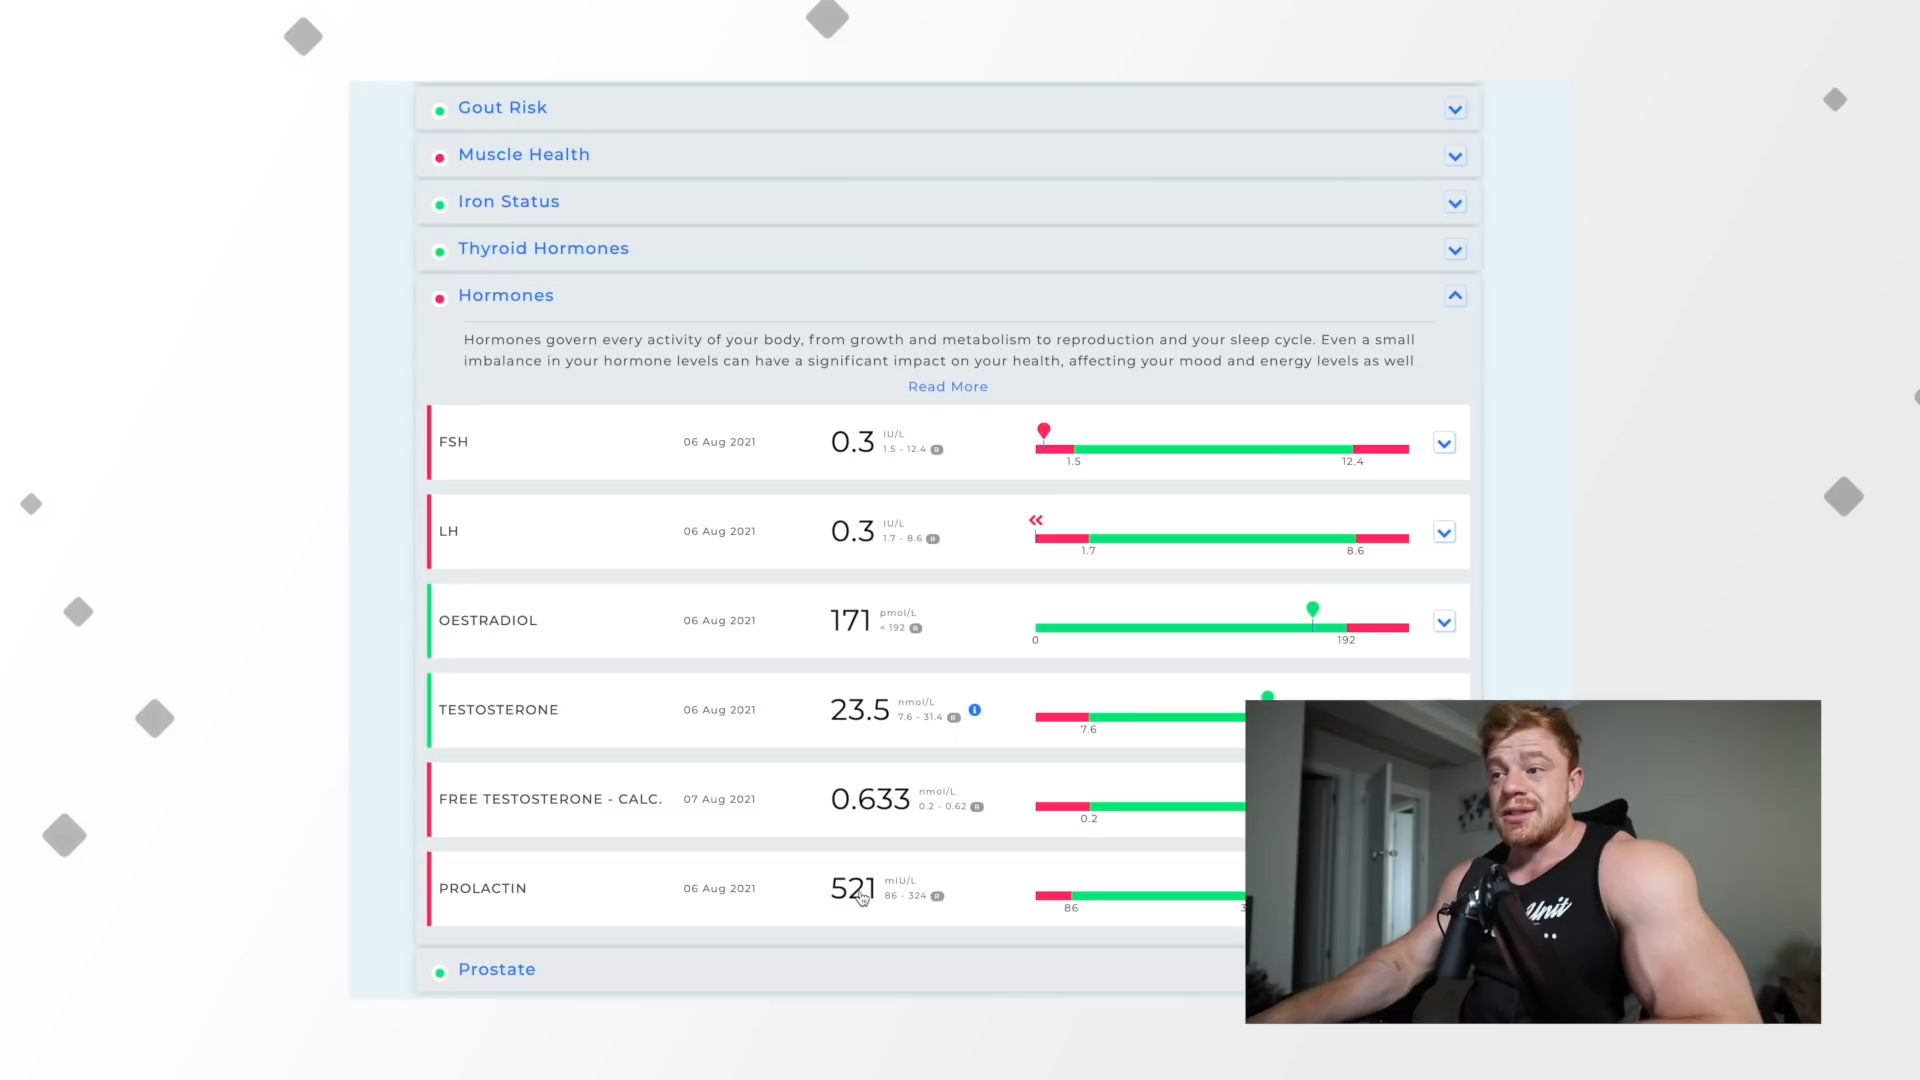 Gout Risk
Muscle Health
Iron Status
Thyroid Hormones
Hormones
Hormones govern every activity of your body, from growth and metabolism to reproduction and your sleep cycle. Even a small
imbalance in your hormone levels can have a significant impact on your health, affecting your mood and energy levels as well
Read More
FSH 06 Aug 2021 0.3 IU/L
1.5 - 12.4 R
1.5 12.4
LH 06 Aug 2021 0.3 IU/L
1.7 - 8.6 R
1.7 8.6
OESTRADIOL 06 Aug 2021 171 pmol/L
< 192 R
0 192
TESTOSTERONE 06 Aug 2021 23.5 nmol/L
7.6 - 31.4 R
7.6
FREE TESTOSTERONE - CALC. 07 Aug 2021 0.633 nmol/L
0.2 - 0.62 R
0.2
PROLACTIN 06 Aug 2021 521 mIU/L
86 - 324 R
86 3
Prostate
Unit